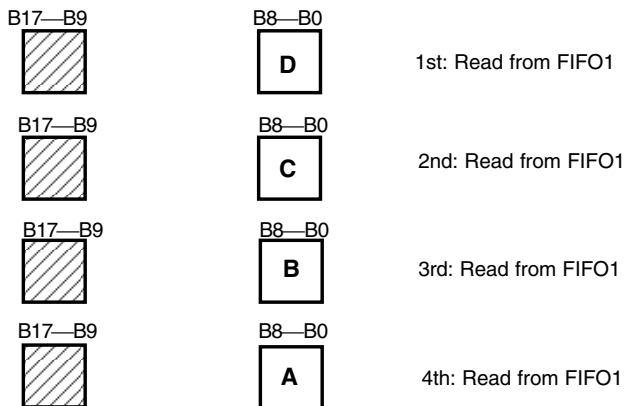 B17—B9 B8—B0
D 1st: Read from FIFO1
B17—B9 B8—B0
C 2nd: Read from FIFO1
B17—B9 B8—B0
B 3rd: Read from FIFO1
B17—B9 B8—B0
A 4th: Read from FIFO1